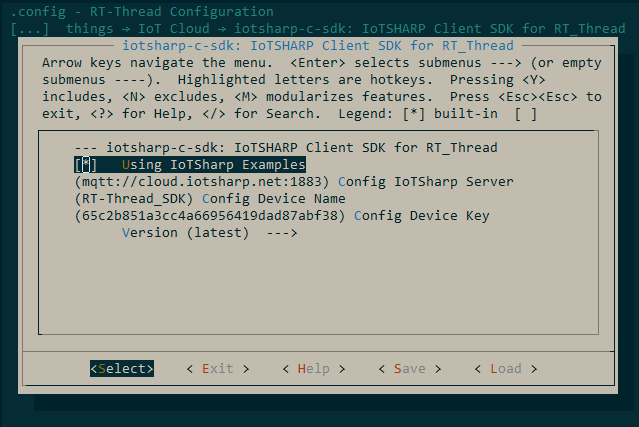 .config - RT-Thread Configuration
[...] things → IoT Cloud → iotsharp-c-sdk: IoTSHARP Client SDK for RT_Thread
iotsharp-c-sdk: IoTSHARP Client SDK for RT_Thread
Arrow keys navigate the menu. <Enter> selects submenus ---> (or empty
submenus ----). Highlighted letters are hotkeys. Pressing <Y>
includes, <N> excludes, <M> modularizes features. Press <Esc><Esc> to
exit, <?> for Help, </> for Search. Legend: [*] built-in [ ]
--- iotsharp-c-sdk: IoTSHARP Client SDK for RT_Thread
[*] Using IoTSharp Examples
(mqtt://cloud.iotsharp.net:1883) Config IoTSharp Server
(RT-Thread_SDK) Config Device Name
(65c2b851a3cc4a66956419dad87abf38) Config Device Key
Version (latest) --->
<Select> < Exit > < Help > < Save > < Load >